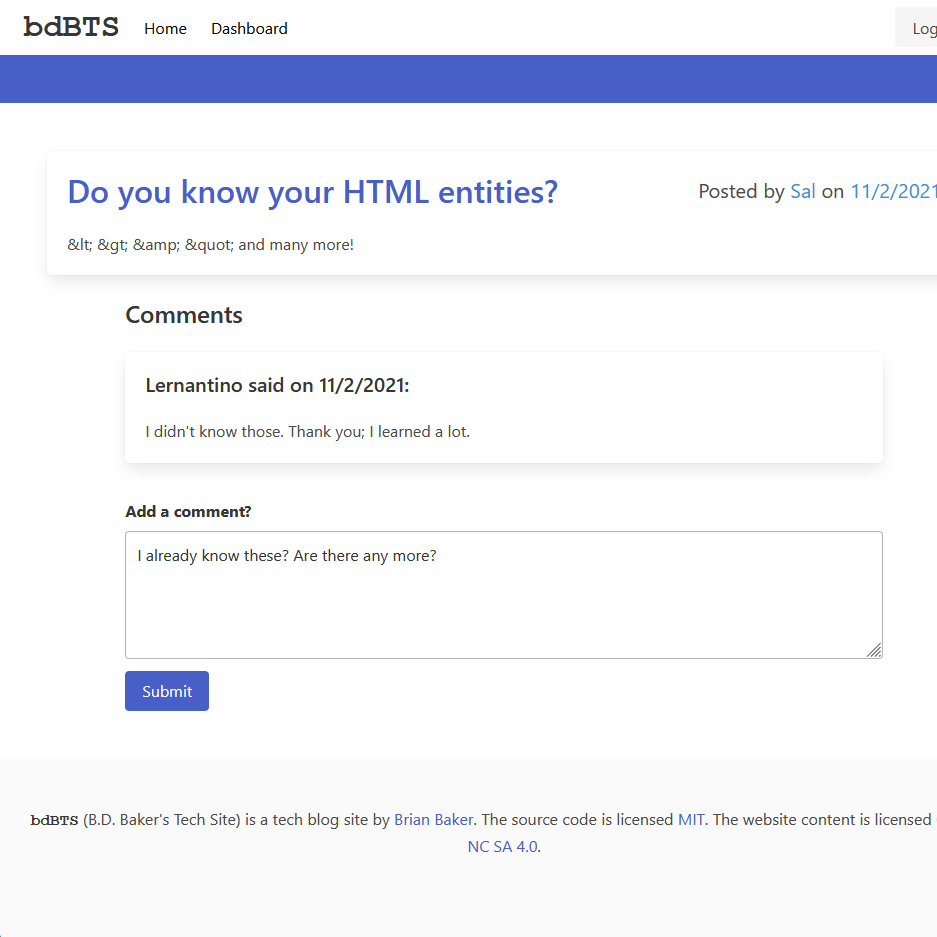 bdBTS Home Dashboard Log
Do you know your HTML entities? Posted by Sal on 11/2/2021
&lt; &gt; &amp; &quot; and many more!
Comments
Lernantino said on 11/2/2021:
I didn't know those. Thank you; I learned a lot.
Add a comment?
I already know these? Are there any more?
Submit
bdBTS (B.D. Baker's Tech Site) is a tech blog site by Brian Baker. The source code is licensed MIT. The website content is licensed
NC SA 4.0.